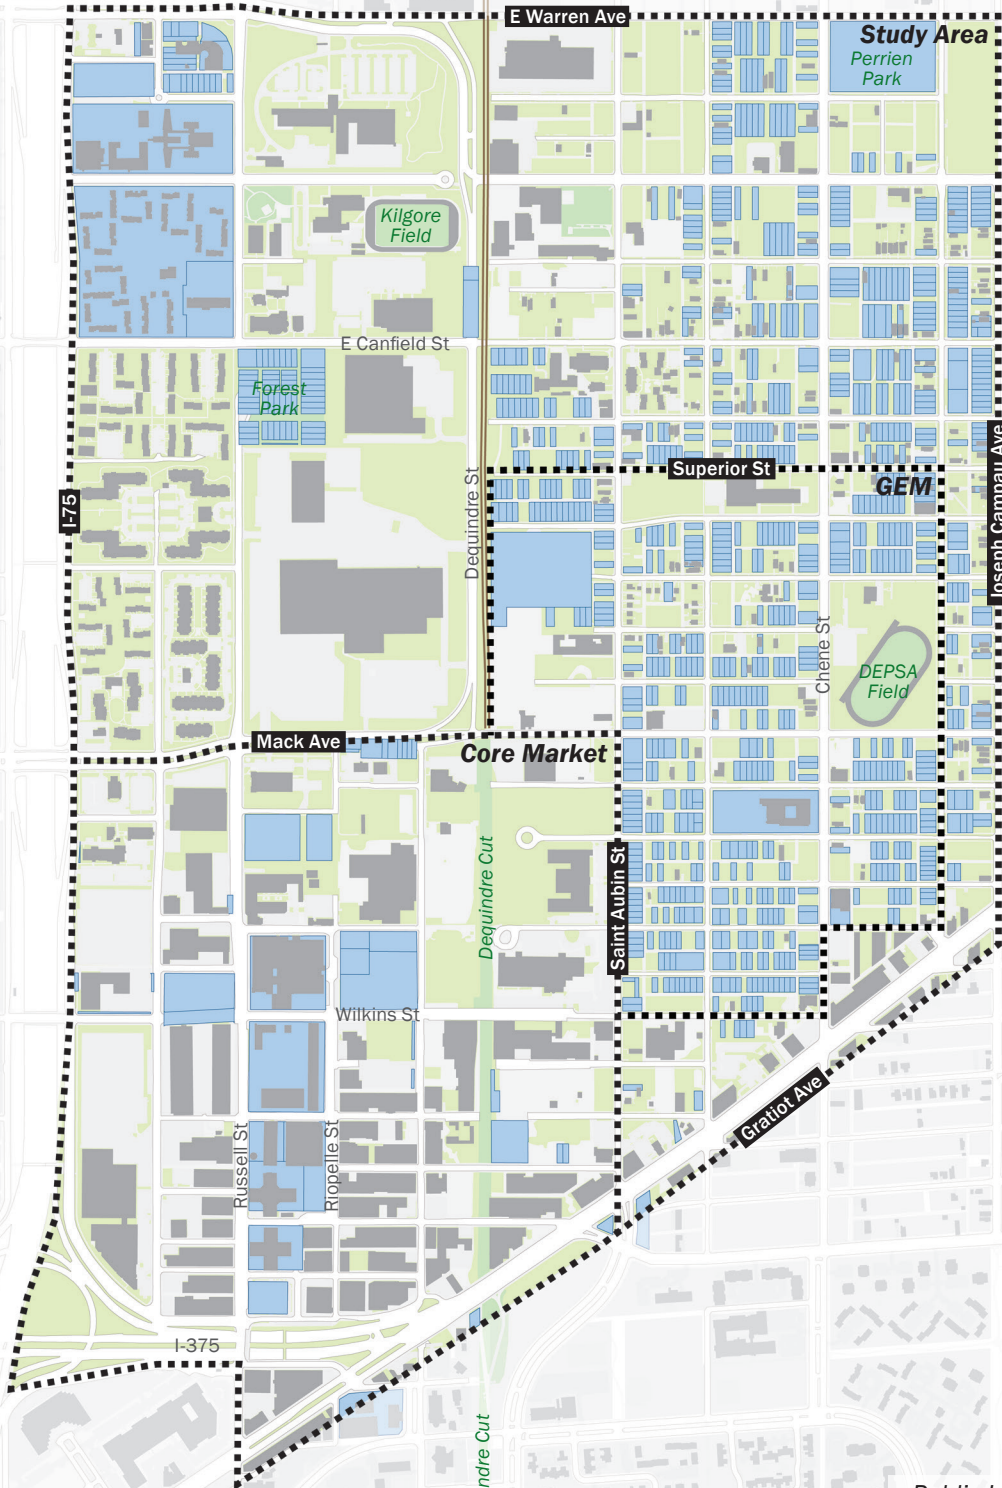 E Warren Ave
Study Area
Perrien
Park
Kilgore
Field
E Canfield St
Forest
Park
Joseph Campau Ave
Superior St
GEM
I-75
Dequindre St
Chene St
DEPSA
Field
Mack Ave
Core Market
Dequindre Cut
Saint Aubin St
Wilkins St
Gratiot Ave
Russell St
Riopelle St
I-375
ndre Cut